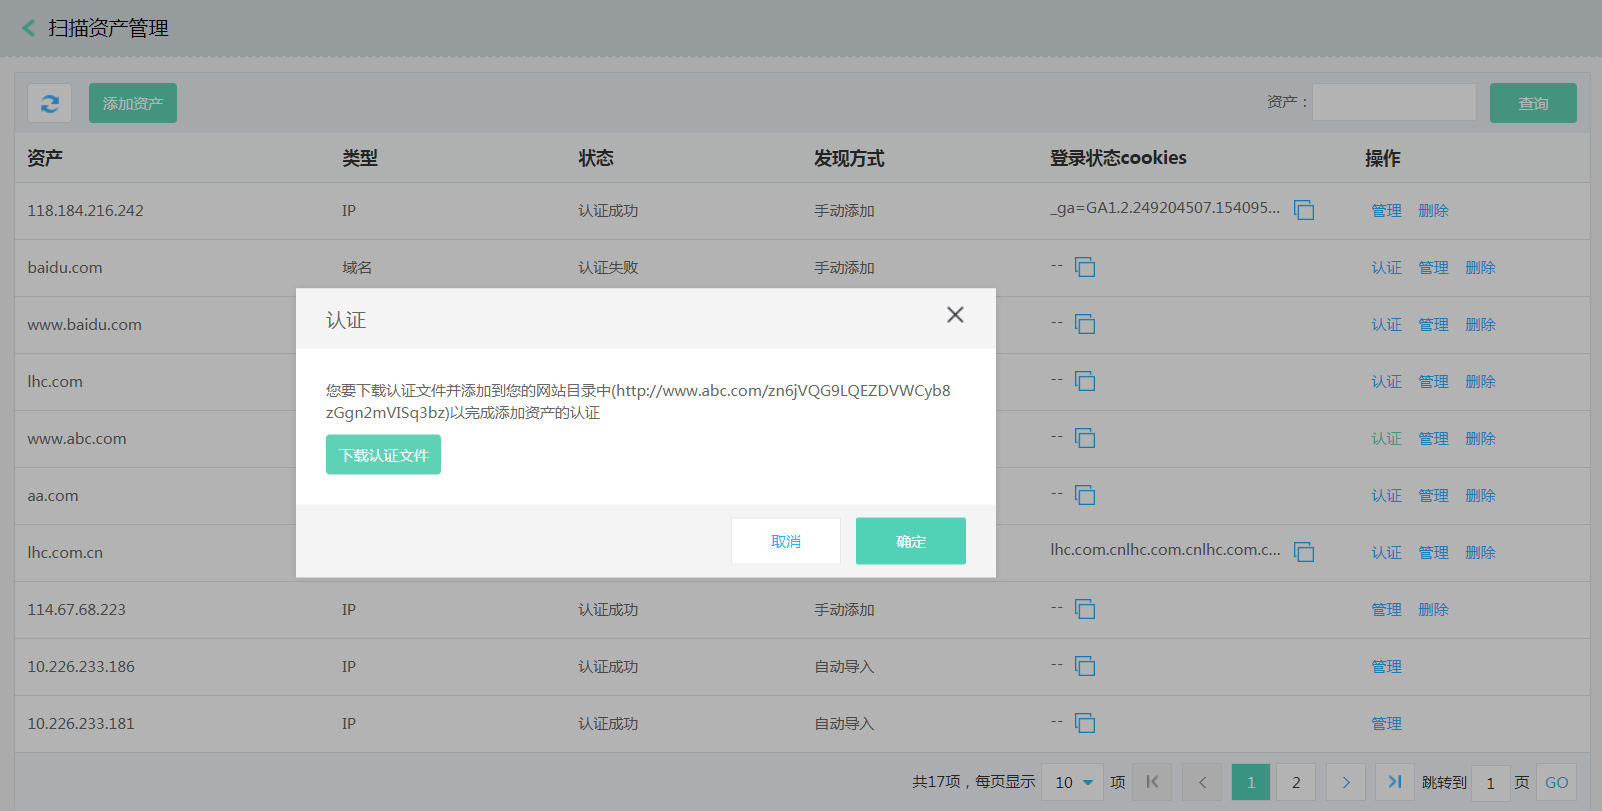 扫描资产管理
添加资产 资产： 查询
资产 类型 状态 发现方式 登录状态cookies 操作
118.184.216.242 IP 认证成功 手动添加 _ga=GA1.2.249204507.154095... 管理 删除
baidu.com 域名 认证失败 手动添加 -- 认证 管理 删除
www.baidu.com -- 认证 管理 删除
lhc.com -- 认证 管理 删除
www.abc.com -- 认证 管理 删除
aa.com -- 认证 管理 删除
lhc.com.cn lhc.com.cnlhc.com.cnlhc.com.c... 认证 管理 删除
认证
您要下载认证文件并添加到您的网站目录中(http://www.abc.com/zn6jVQG9LQEZDVWCyb8
zGgn2mVISq3bz)以完成添加资产的认证
下载认证文件
取消 确定
114.67.68.223 IP 认证成功 手动添加 -- 管理 删除
10.226.233.186 IP 认证成功 自动导入 -- 管理
10.226.233.181 IP 认证成功 自动导入 -- 管理
共17项，每页显示 10 项 1 2 跳转到 1 页 GO